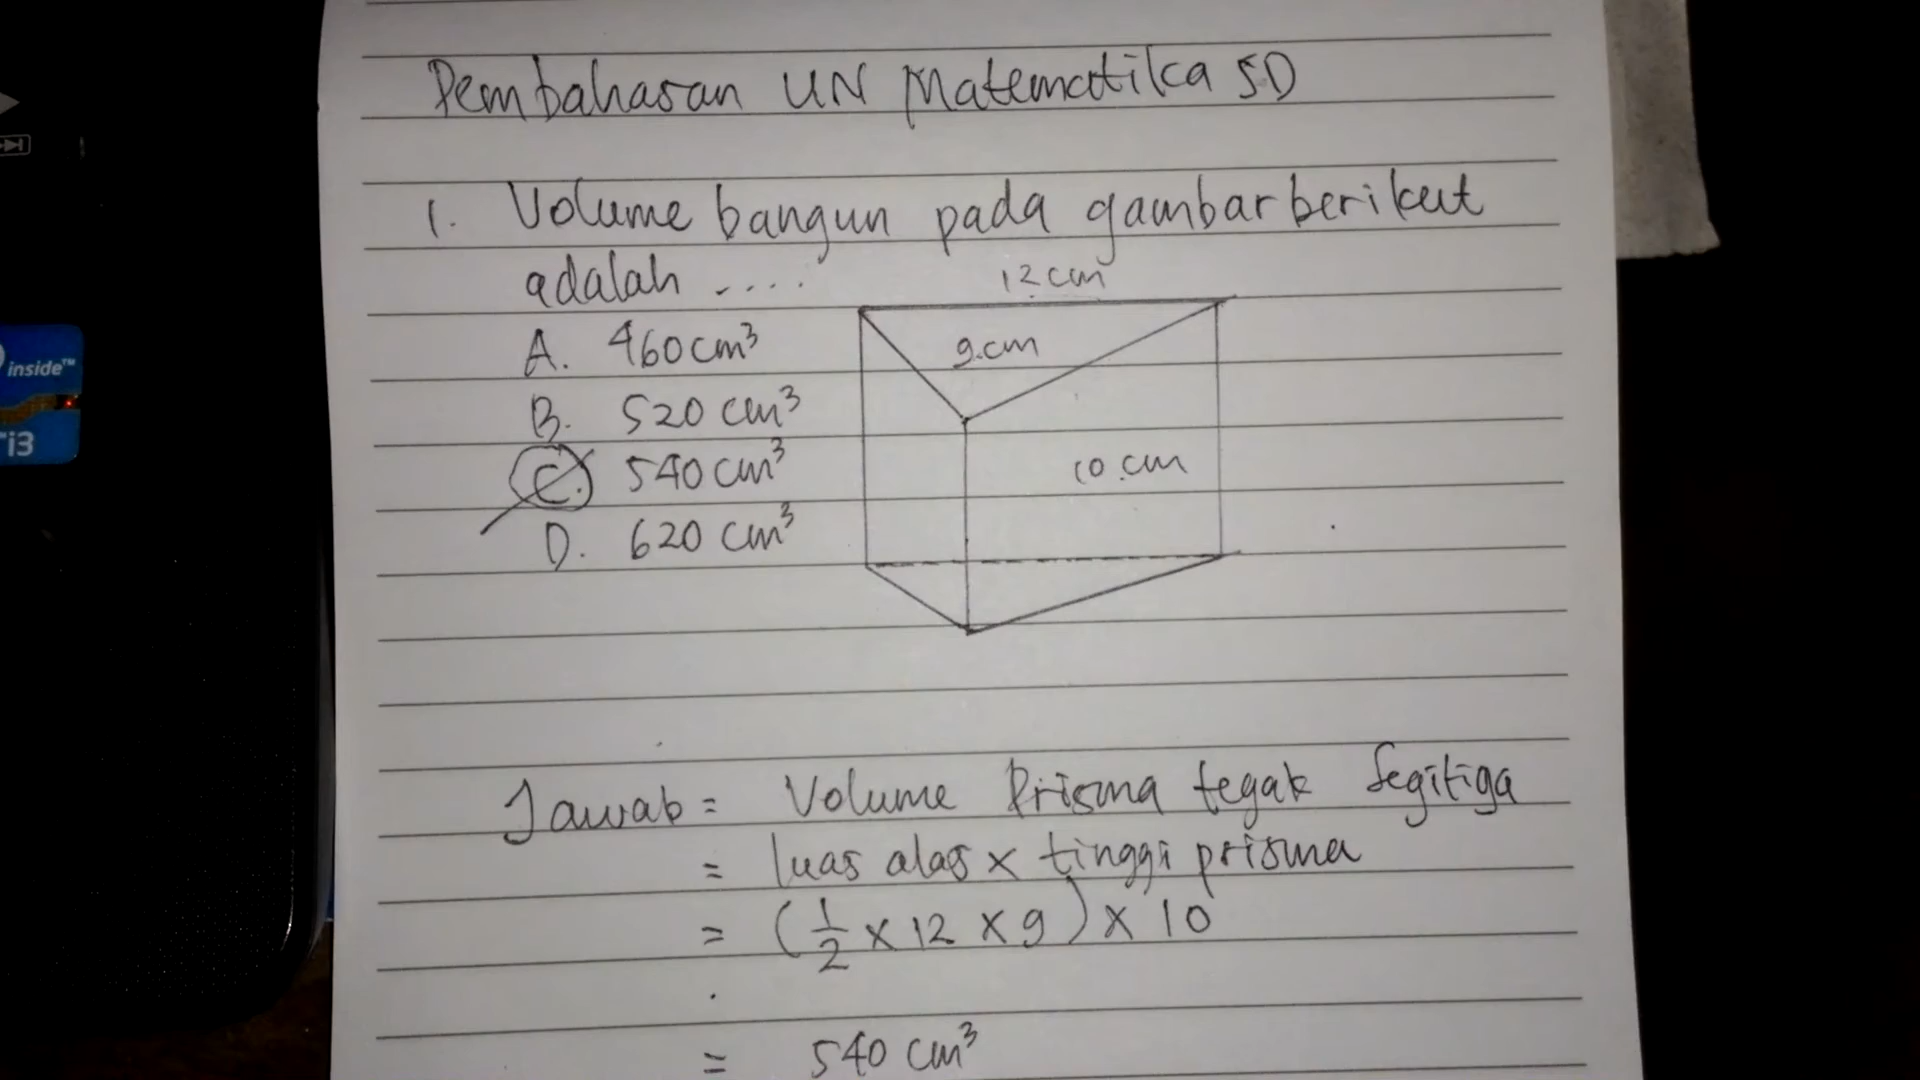 Pembahasan UN Matematika SD
1. Volume bangun pada gambar berikut
adalah ....
12 cm
A. 460 cm³
9 cm
B. 520 cm³
C. 540 cm³
10 cm
D. 620 cm³
Jawab = Volume Prisma tegak segitiga
= luas alas x tinggi prisma
= (1/2 x 12 x 9) x 10
= 540 cm³
inside™
i3